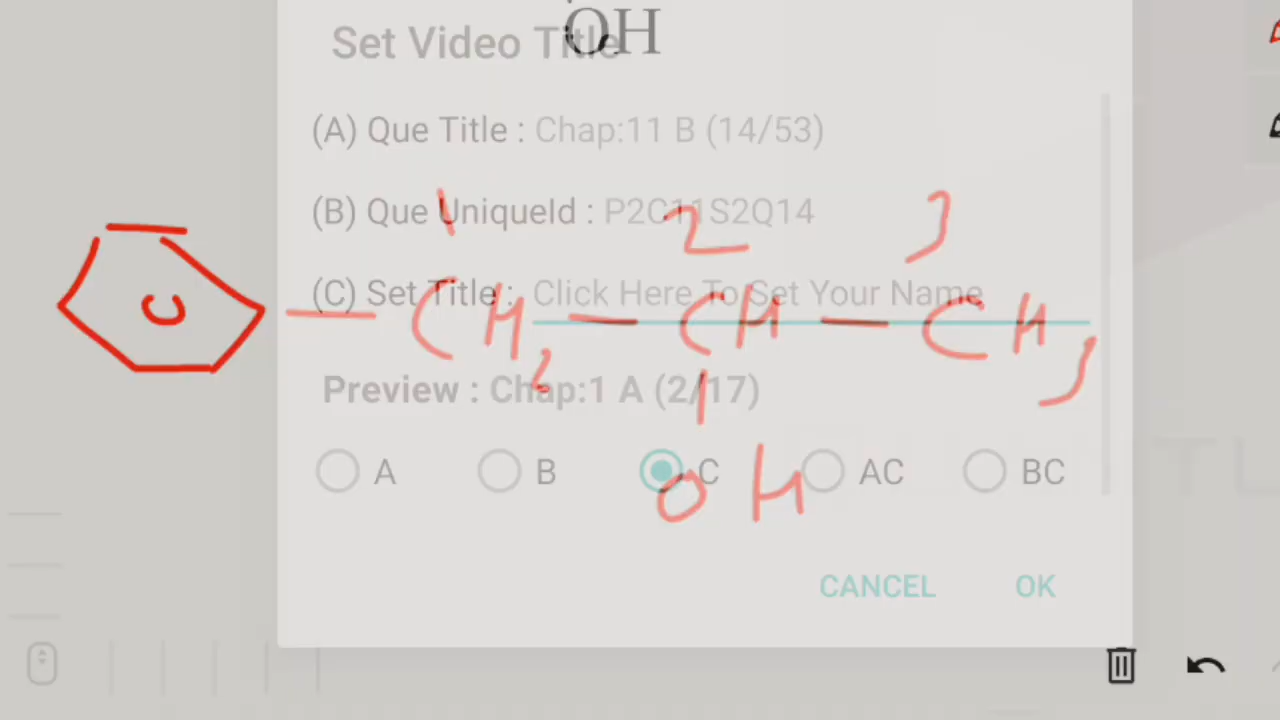 OH
Set Video Title
(A) Que Title : Chap:11 B (14/53)
1 2 3
(B) Que UniqueId : P2C11S2Q14
(C) Set Title : Click Here To Set Your Name
CH2 — CH — CH3
Preview : Chap:1 A (2/17)
A B C AC BC
OH
CANCEL OK